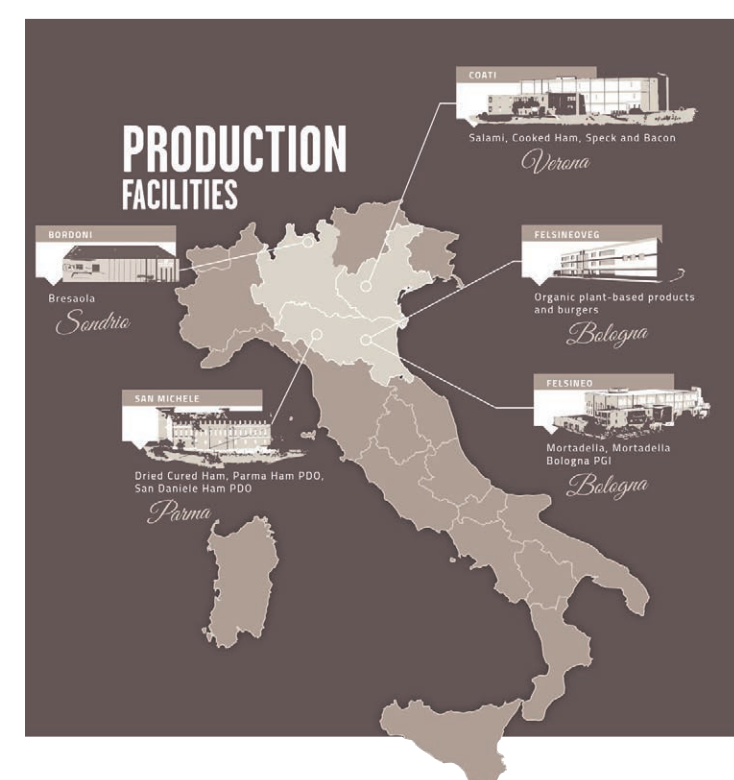 PRODUCTION
FACILITIES
COATI
Salami, Cooked Ham, Speck and Bacon
Verona
BORDONI
Bresaola
Sondrio
FELSINEOVEG
Organic plant-based products
and burgers
Bologna
SAN MICHELE
Dried Cured Ham, Parma Ham PDO,
San Daniele Ham PDO
Parma
FELSINEO
Mortadella, Mortadella
Bologna PGI
Bologna